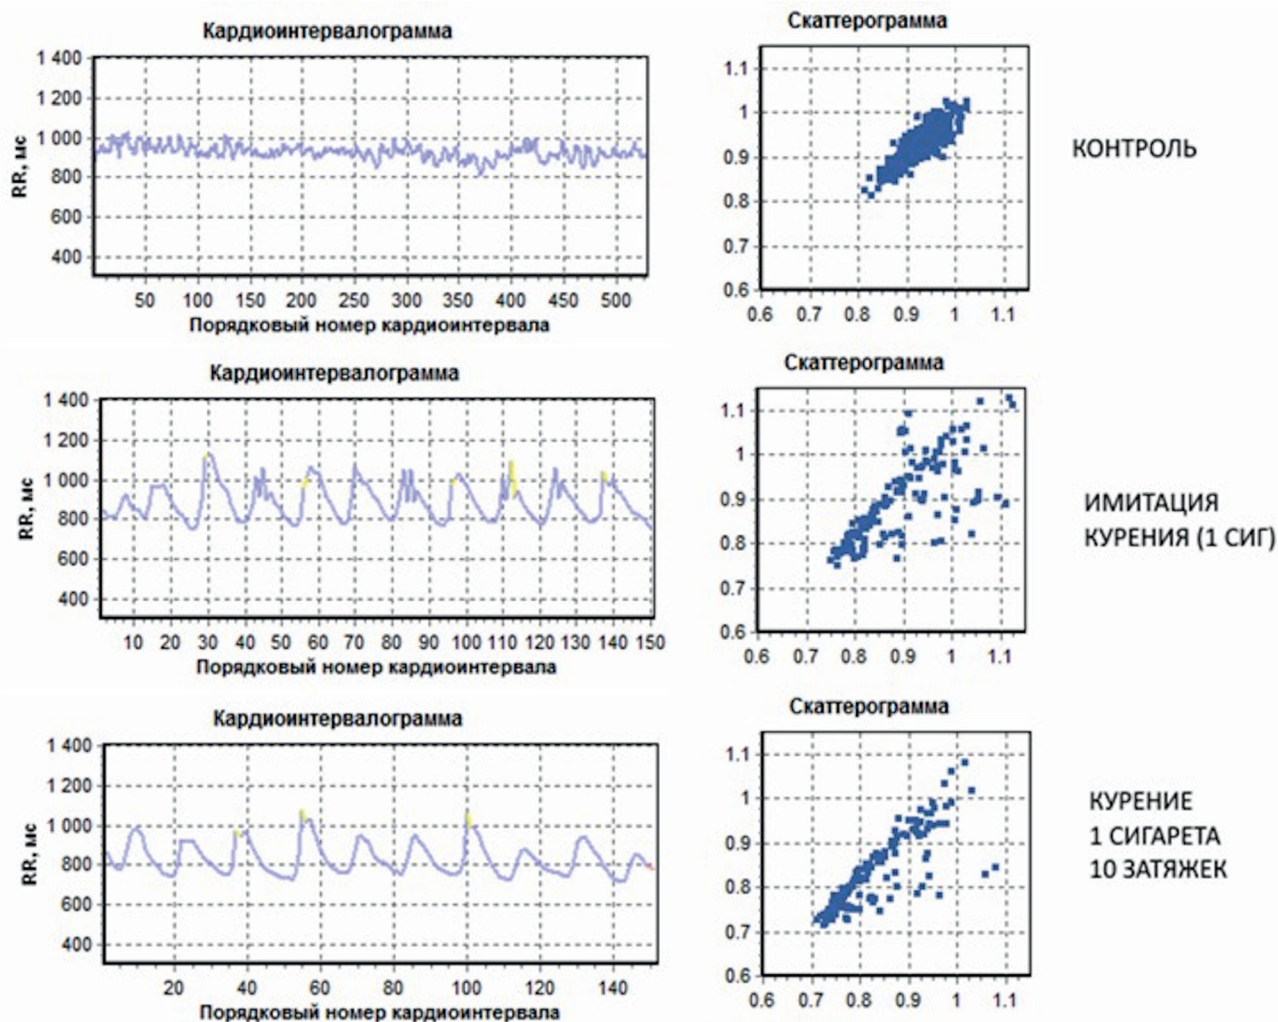 Кардиоинтервалограмма
1 400
1 200
1 000
800
600
400
RR, мс
50 100 150 200 250 300 350 400 450 500
Порядковый номер кардиоинтервала
Скаттерограмма
1.1
1
0.9
0.8
0.7
0.6
0.6 0.7 0.8 0.9 1 1.1
КОНТРОЛЬ
Кардиоинтервалограмма
1 400
1 200
1 000
800
600
400
RR, мс
10 20 30 40 50 60 70 80 90 100 110 120 130 140 150
Порядковый номер кардиоинтервала
Скаттерограмма
1.1
1
0.9
0.8
0.7
0.6
0.6 0.7 0.8 0.9 1 1.1
ИМИТАЦИЯ
КУРЕНИЯ (1 СИГ)
Кардиоинтервалограмма
1 400
1 200
1 000
800
600
400
RR, мс
20 40 60 80 100 120 140
Порядковый номер кардиоинтервала
Скаттерограмма
1.1
1
0.9
0.8
0.7
0.6
0.6 0.7 0.8 0.9 1 1.1
КУРЕНИЕ
1 СИГАРЕТА
10 ЗАТЯЖЕК